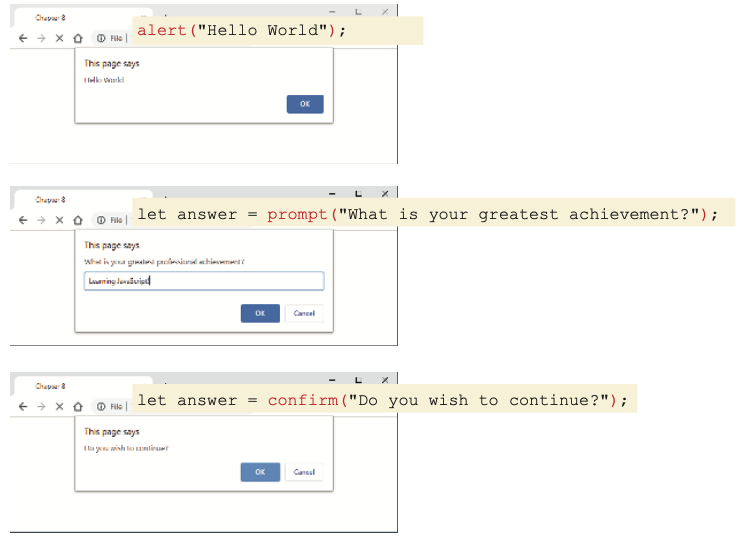 Chapter 8
alert("Hello World");
File
This page says
Hello World
OK
Chapter 8
let answer = prompt("What is your greatest achievement?");
File
This page says
What is your greatest professional achievement?
Learning JavaScript!
OK Cancel
Chapter 8
let answer = confirm("Do you wish to continue?");
File
This page says
Do you wish to continue?
OK Cancel